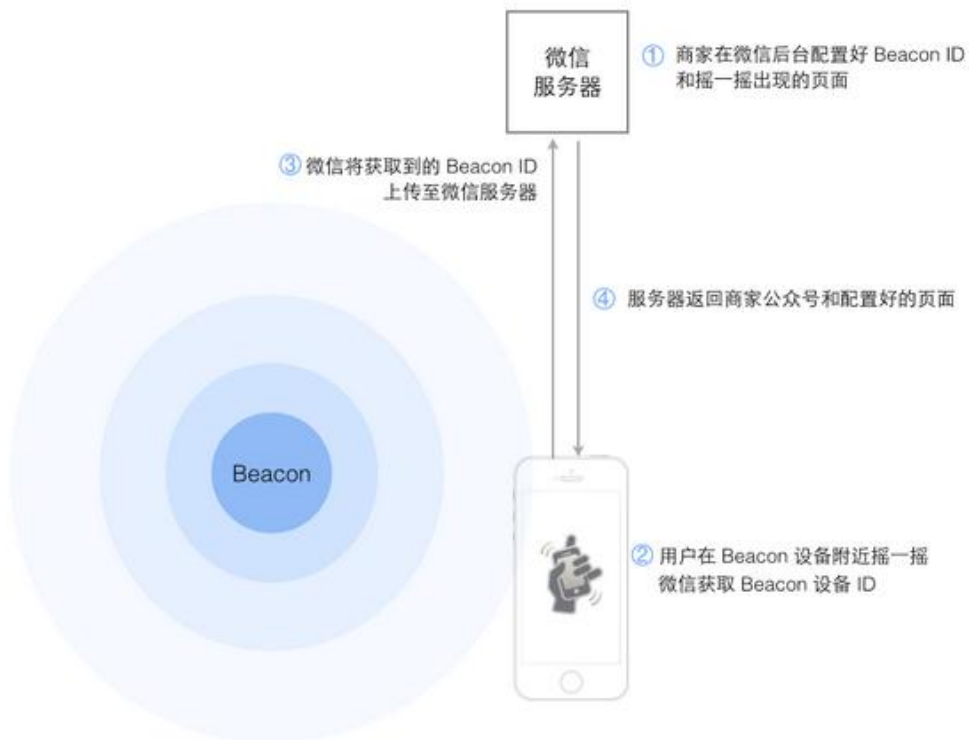 微信
服务器
① 商家在微信后台配置好 Beacon ID
和摇一摇出现的页面
③ 微信将获取到的 Beacon ID
上传至微信服务器
④ 服务器返回商家公众号和配置好的页面
Beacon
② 用户在 Beacon 设备附近摇一摇
微信获取 Beacon 设备 ID